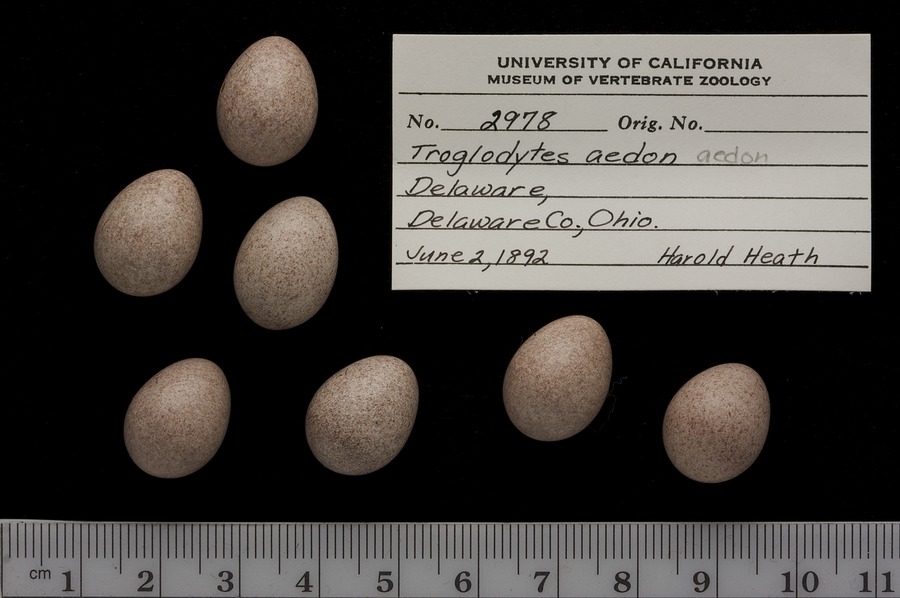 UNIVERSITY OF CALIFORNIA
MUSEUM OF VERTEBRATE ZOOLOGY
No. 2978 Orig. No.
Troglodytes aedon aedon
Delaware,
Delaware Co., Ohio.
June 2, 1892 Harold Heath
cm 1 2 3 4 5 6 7 8 9 10 11